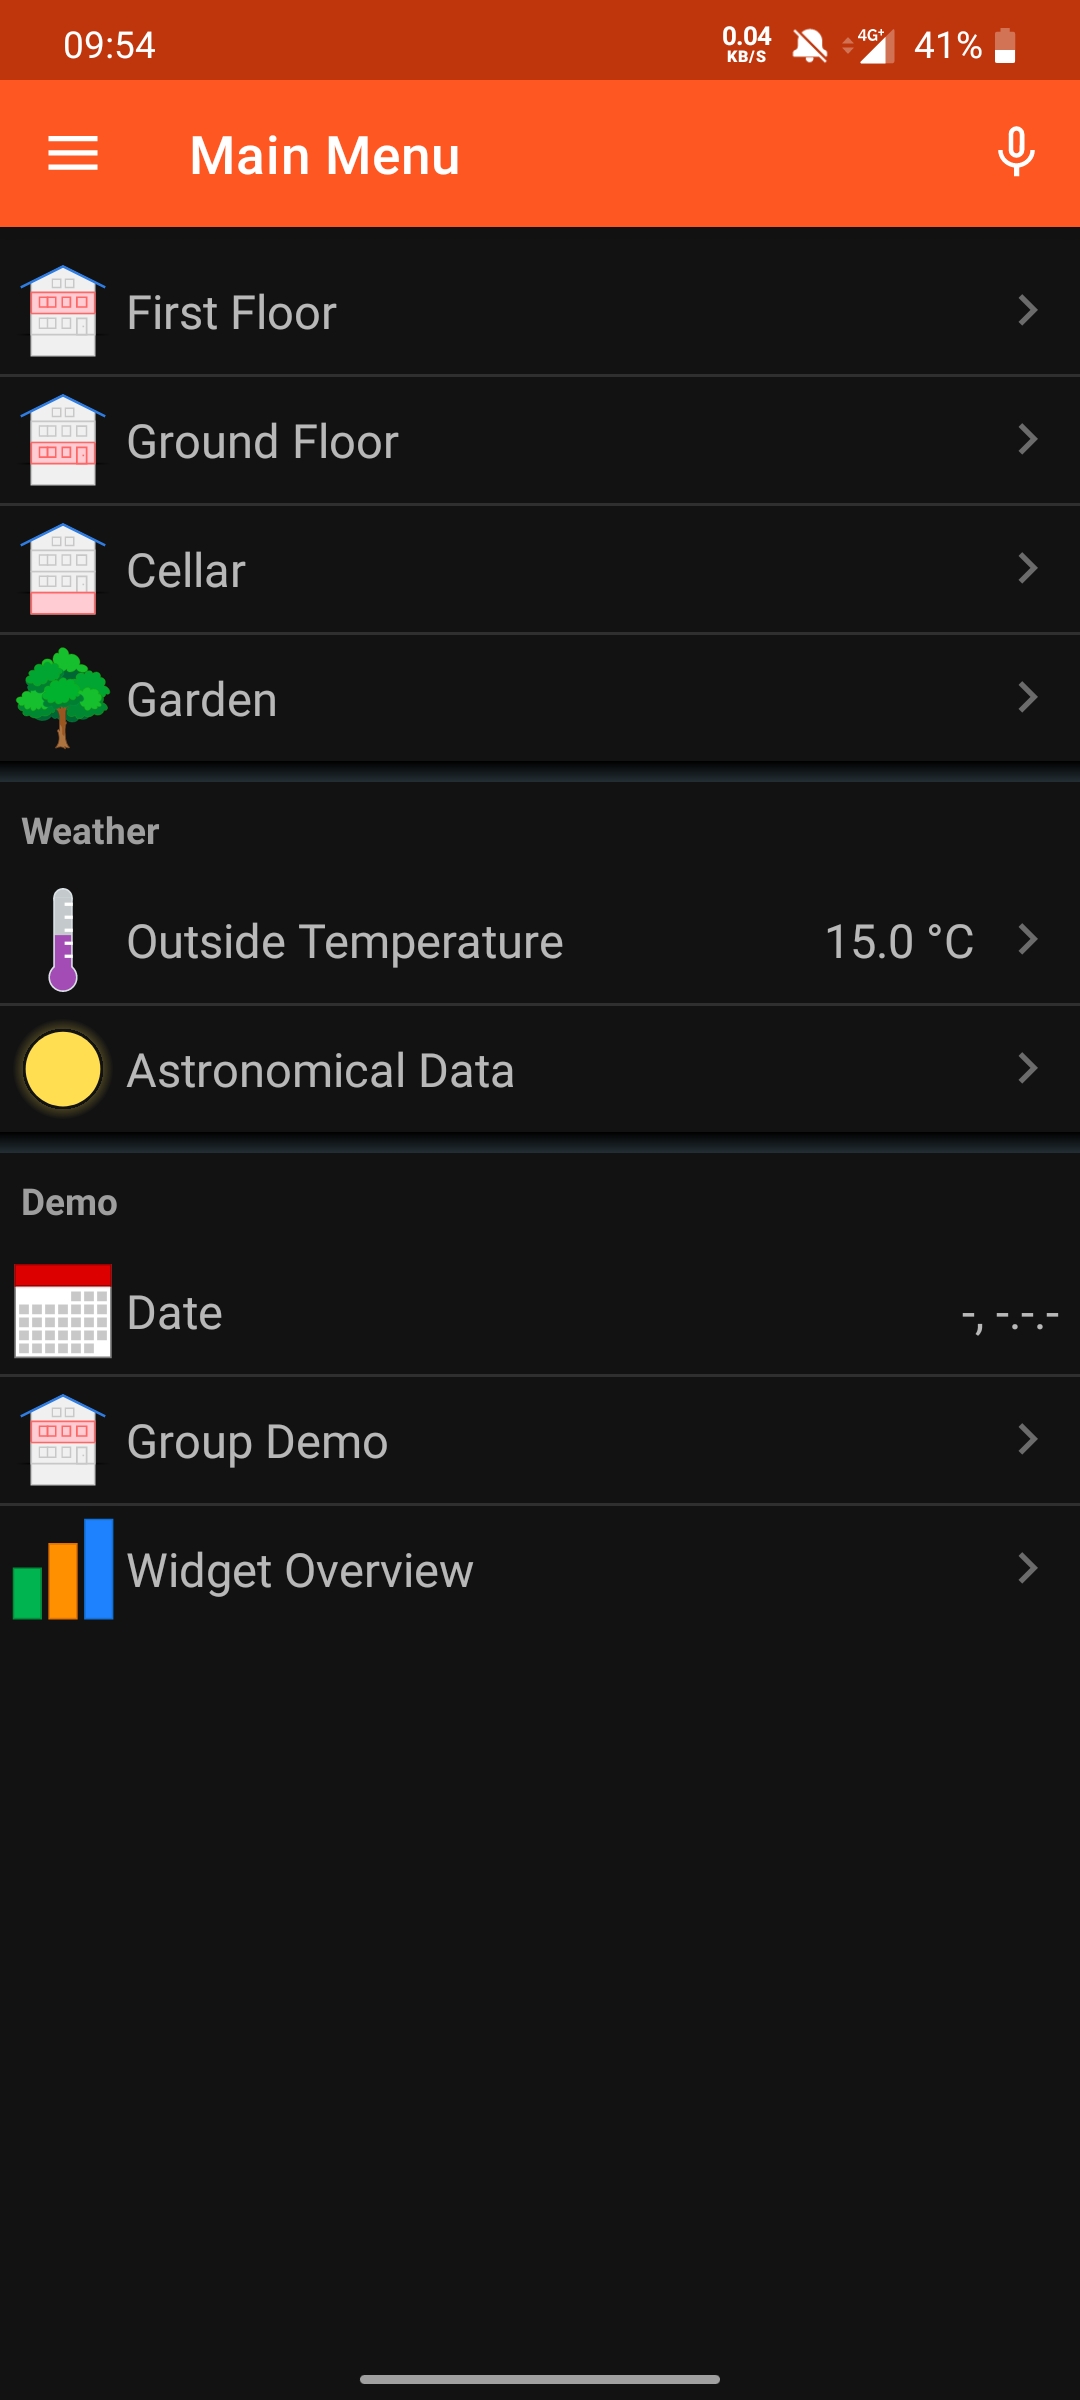 09:54
0.04
KB/S
4G+
41%
Main Menu
First Floor
Ground Floor
Cellar
Garden
Weather
Outside Temperature 15.0 °C
Astronomical Data
Demo
Date -, -.-.-
Group Demo
Widget Overview